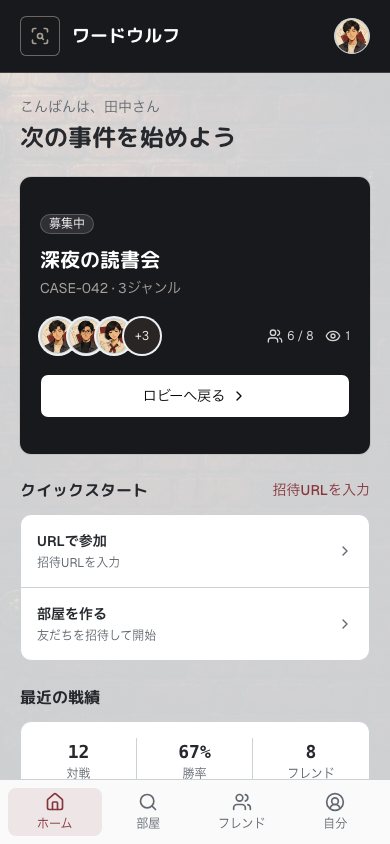 ワードウルフ
こんばんは、田中さん
次の事件を始めよう
募集中
深夜の読書会
CASE-042 · 3ジャンル
+3
6 / 8 1
ロビーへ戻る
クイックスタート 招待URLを入力
URLで参加
招待URLを入力
部屋を作る
友だちを招待して開始
最近の戦績
12 67% 8
対戦 勝率 フレンド
ホーム 部屋 フレンド 自分